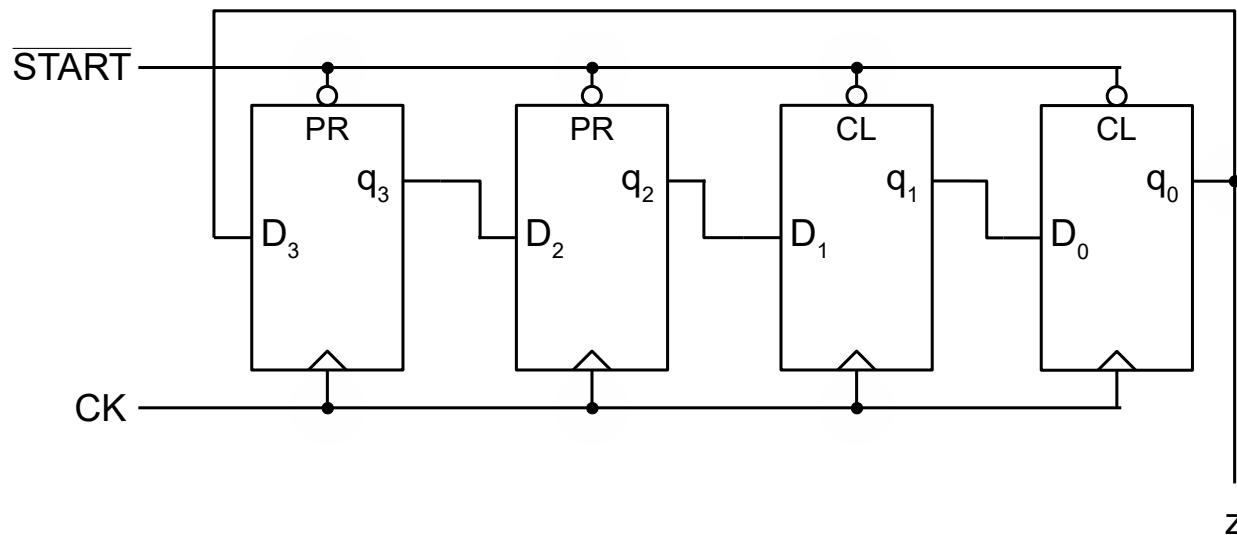 START
PR PR CL CL
q3 q2 q1 q0
D3 D2 D1 D0
CK
z